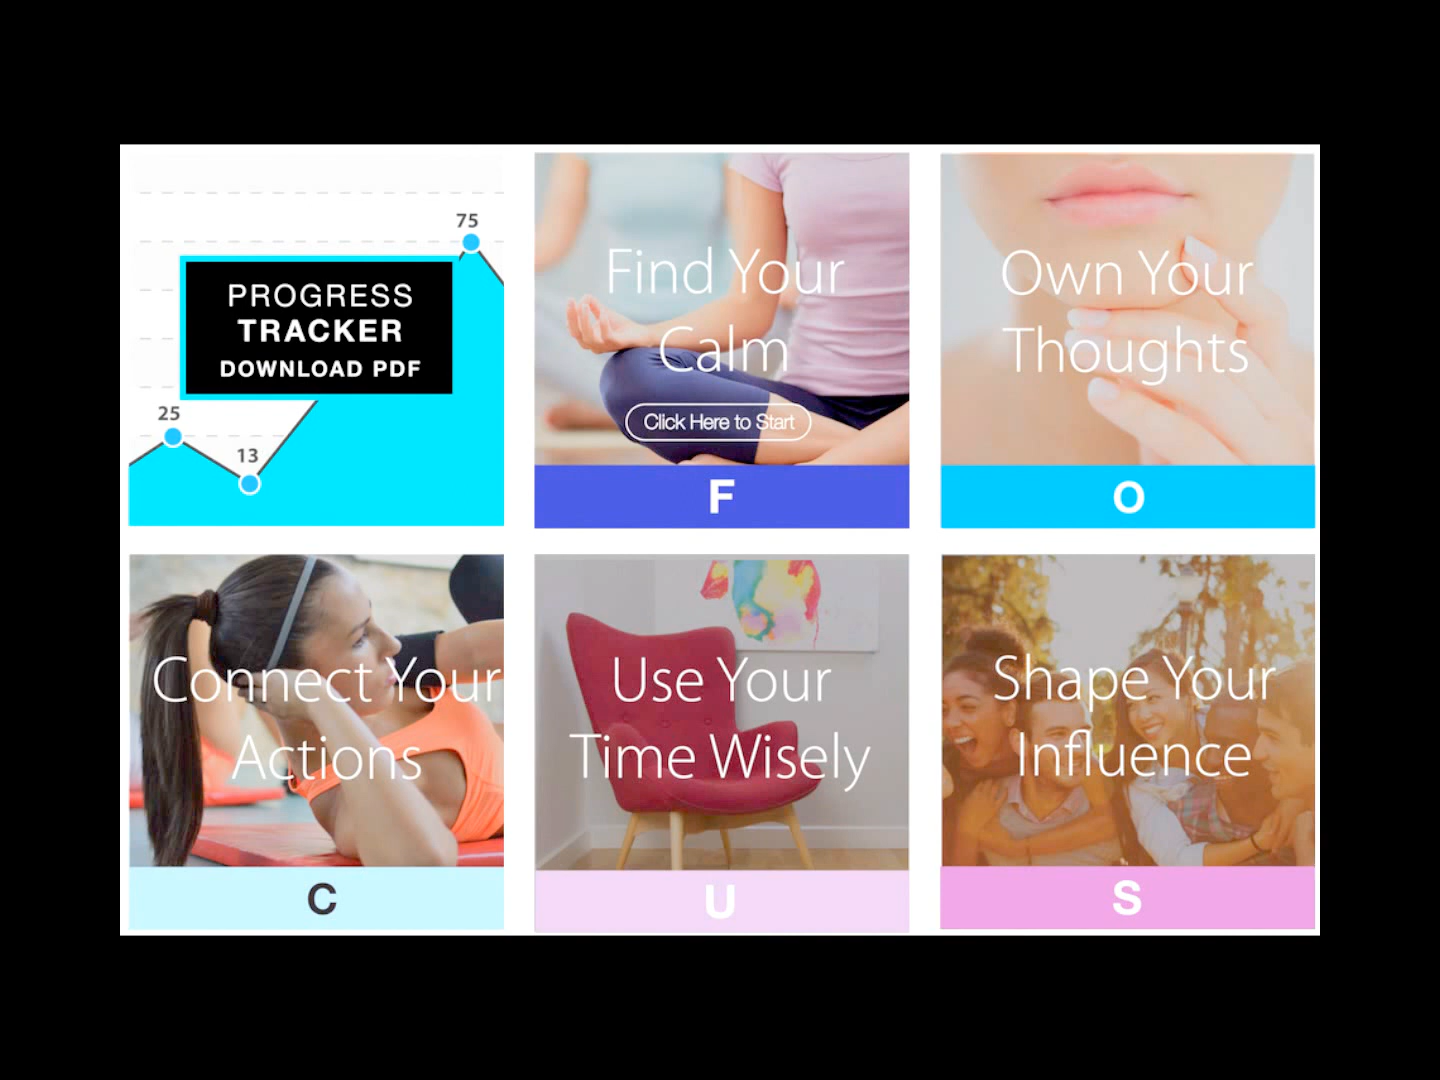 75
PROGRESS
TRACKER
DOWNLOAD PDF
25
13
Find Your
Calm
Click Here to Start
F
Own Your
Thoughts
O
Connect Your
Actions
C
Use Your
Time Wisely
U
Shape Your
Influence
S